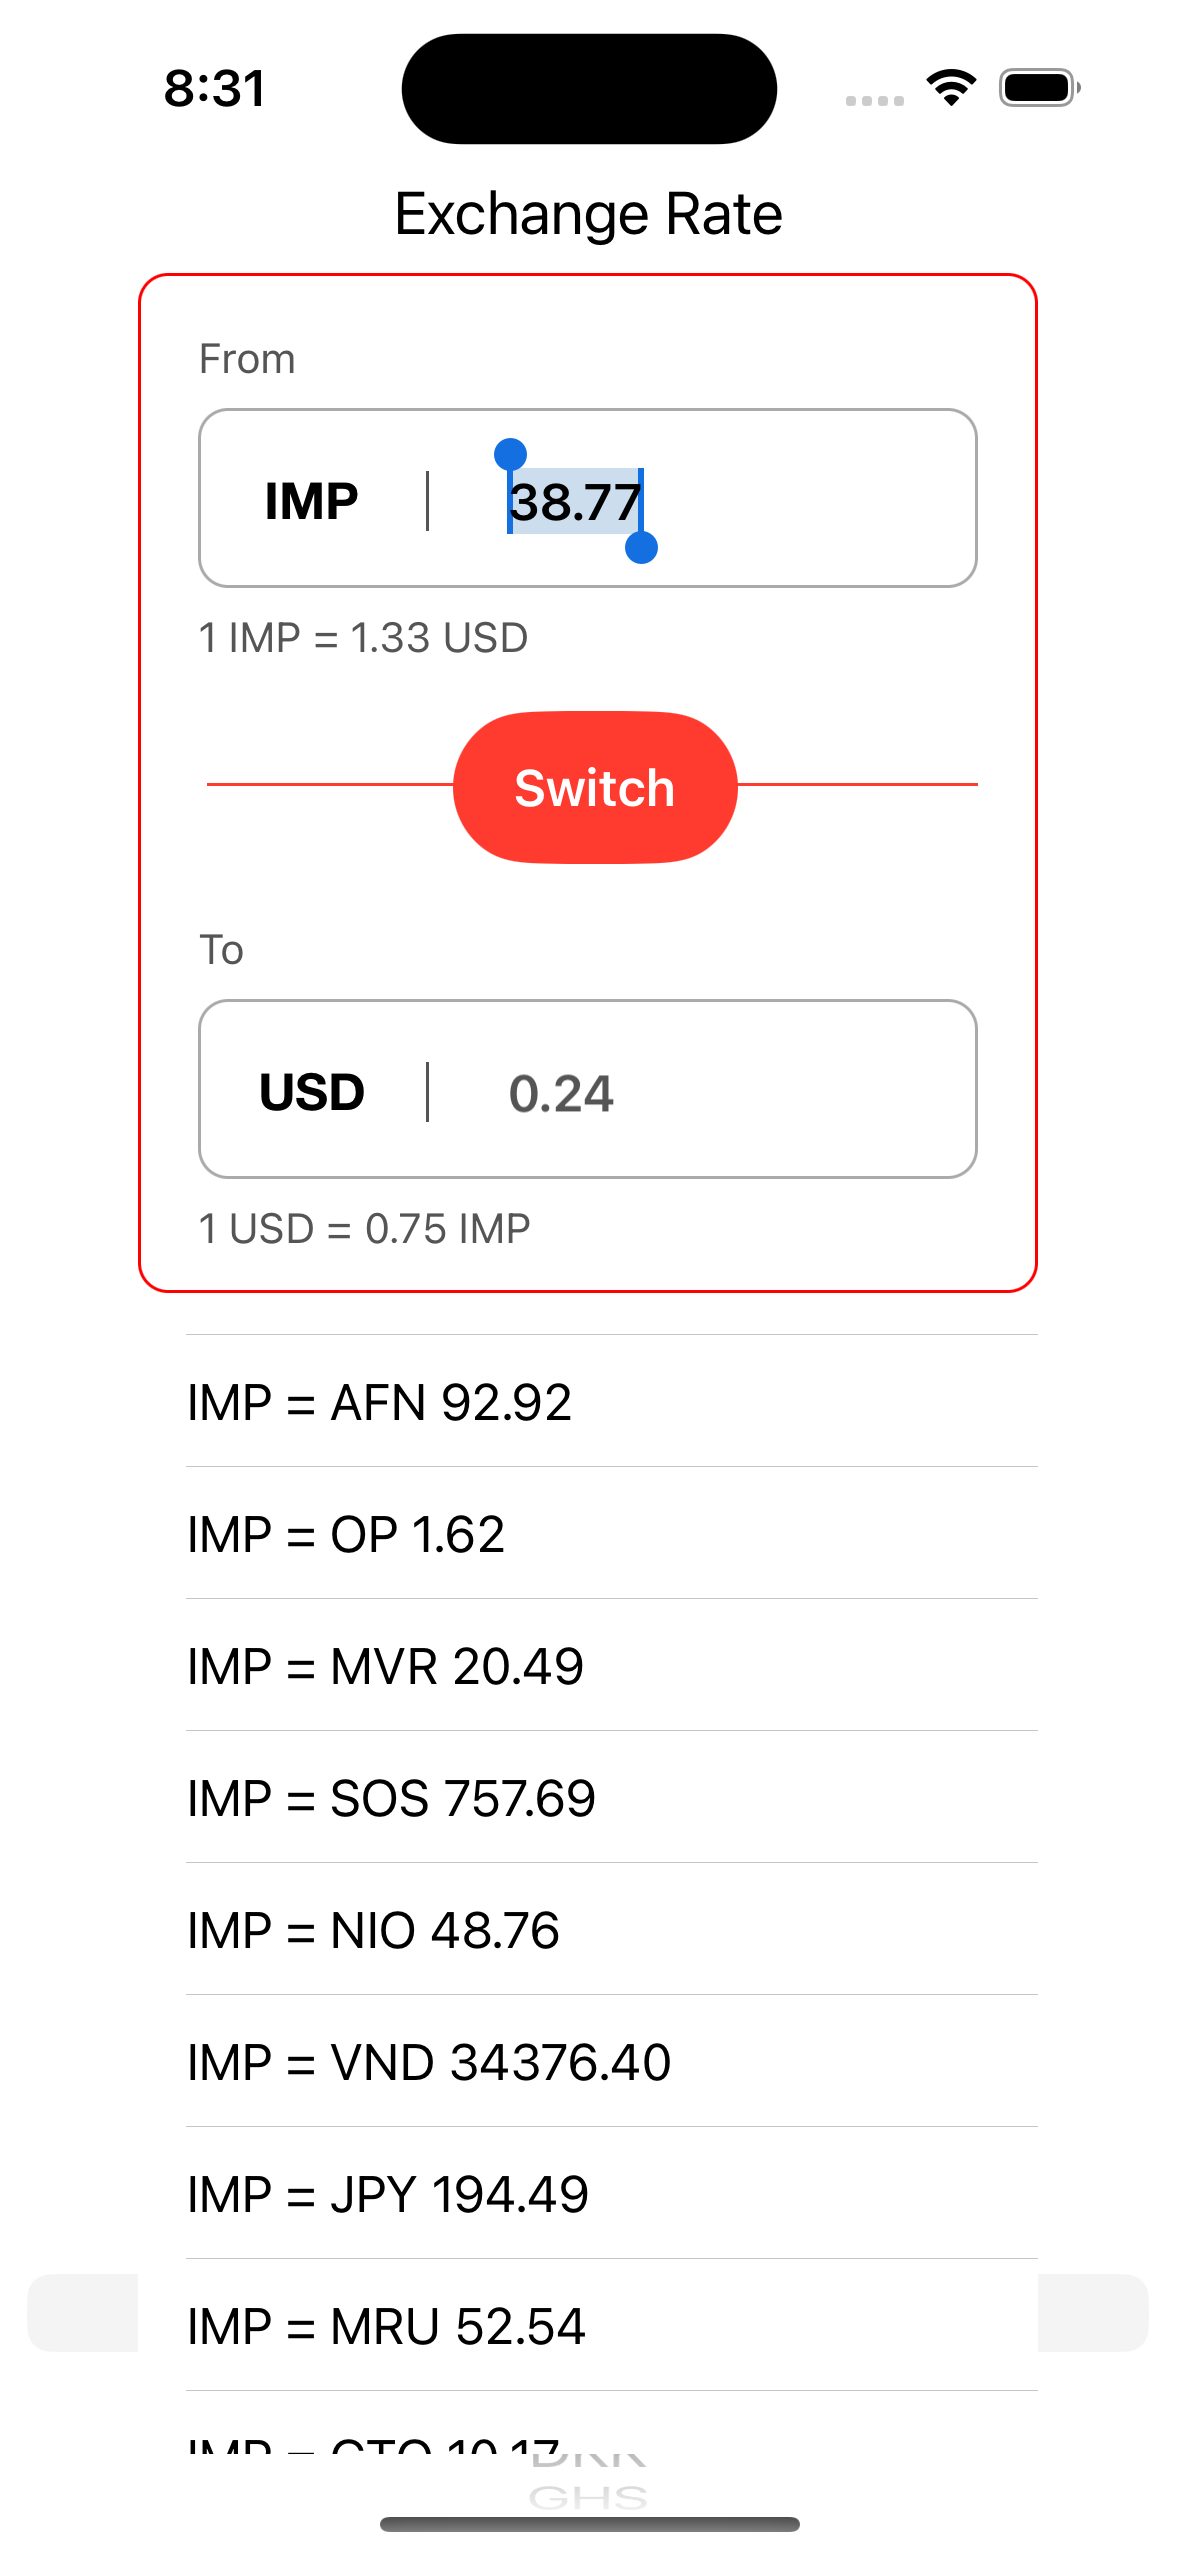 8:31
Exchange Rate
From
IMP | 38.77
1 IMP = 1.33 USD
Switch
To
USD | 0.24
1 USD = 0.75 IMP
IMP = AFN 92.92
IMP = OP 1.62
IMP = MVR 20.49
IMP = SOS 757.69
IMP = NIO 48.76
IMP = VND 34376.40
IMP = JPY 194.49
IMP = MRU 52.54
GHS